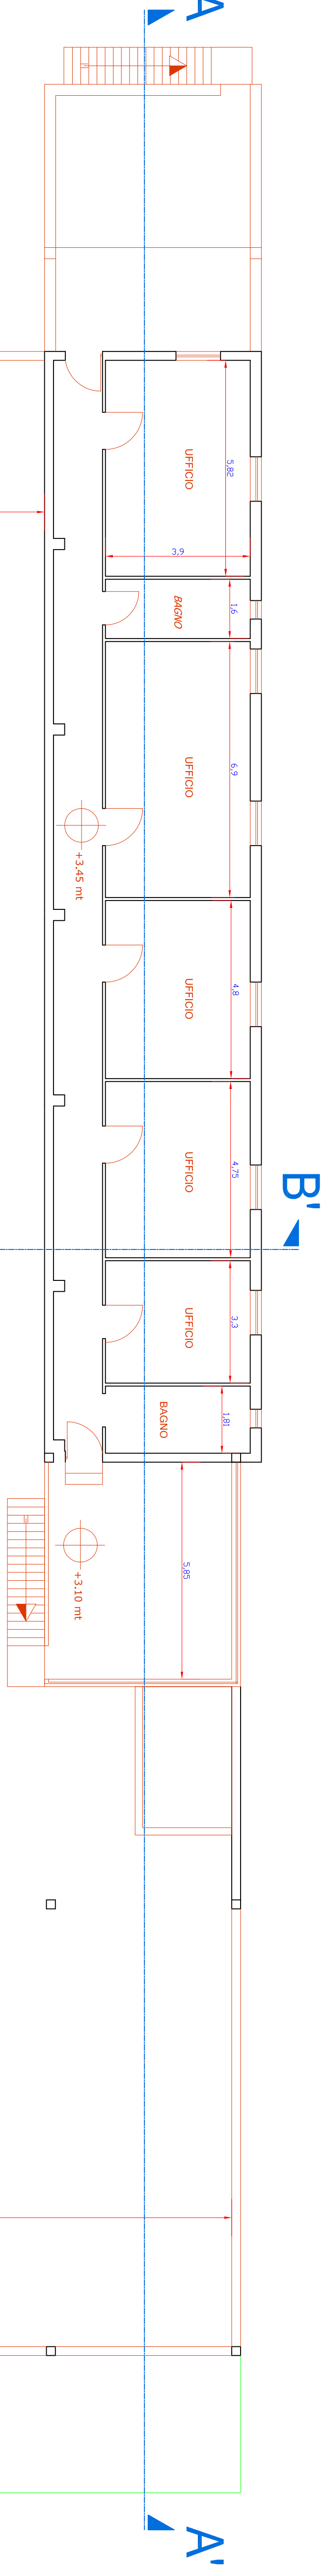 A
UFFICIO
5,82
3,9
BAGNO
1,6
UFFICIO
6,9
+3.45 mt
UFFICIO
4,8
UFFICIO
4,75
B'
UFFICIO
3,3
BAGNO
1,81
+3.10 mt
5,85
A'